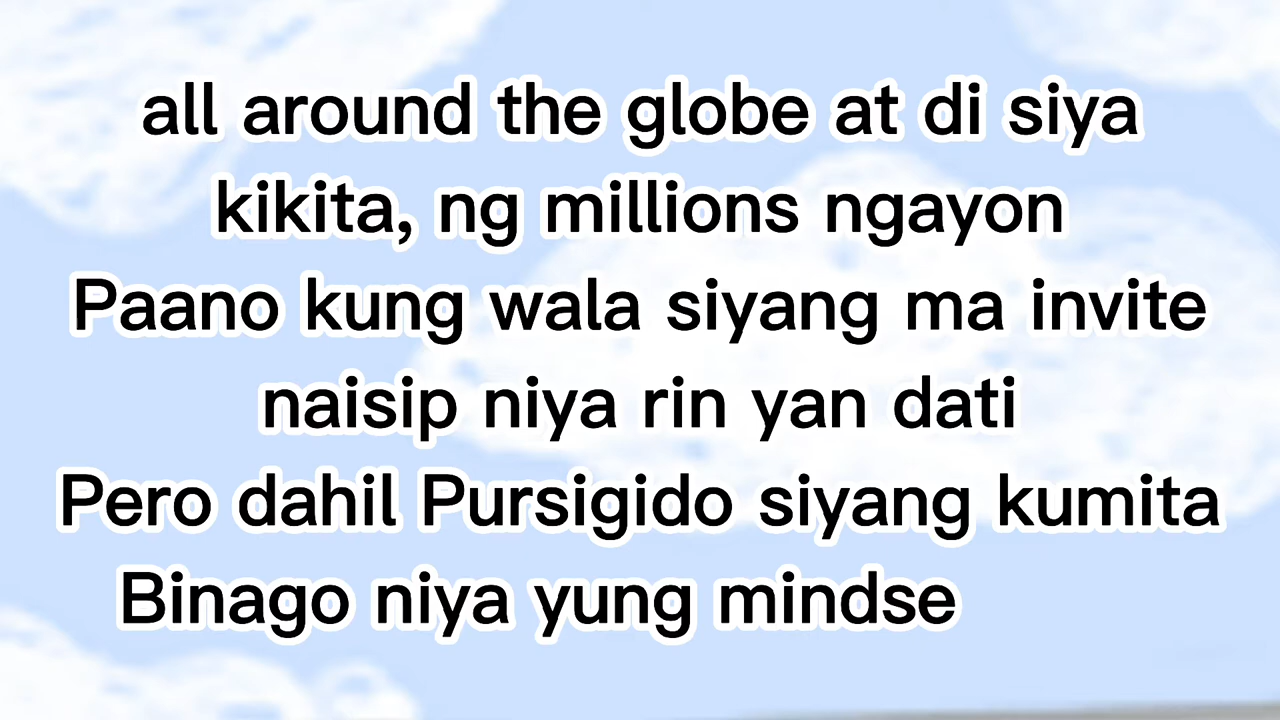 all around the globe at di siya
kikita, ng millions ngayon
Paano kung wala siyang ma invite
naisip niya rin yan dati
Pero dahil Pursigido siyang kumita
Binago niya yung mindse